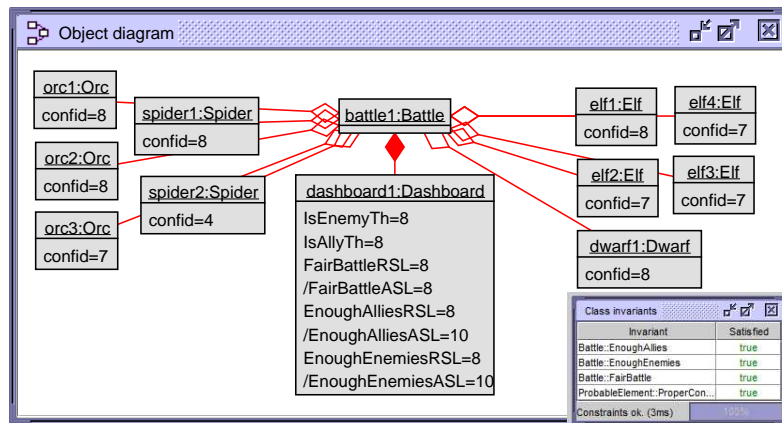 Object diagram
orc1:Orc
confid=8
spider1:Spider
confid=8
orc2:Orc
confid=8
spider2:Spider
confid=4
orc3:Orc
confid=7
battle1:Battle
dashboard1:Dashboard
IsEnemyTh=8
IsAllyTh=8
FairBattleRSL=8
/FairBattleASL=8
EnoughAlliesRSL=8
/EnoughAlliesASL=10
EnoughEnemiesRSL=8
/EnoughEnemiesASL=10
elf1:Elf
confid=8
elf4:Elf
confid=7
elf2:Elf
confid=7
elf3:Elf
confid=7
dwarf1:Dwarf
confid=8
Class invariants
Invariant Satisfied
Battle::EnoughAllies true
Battle::EnoughEnemies true
Battle::FairBattle true
ProbableElement::ProperCon... true
Constraints ok. (3ms) 100%